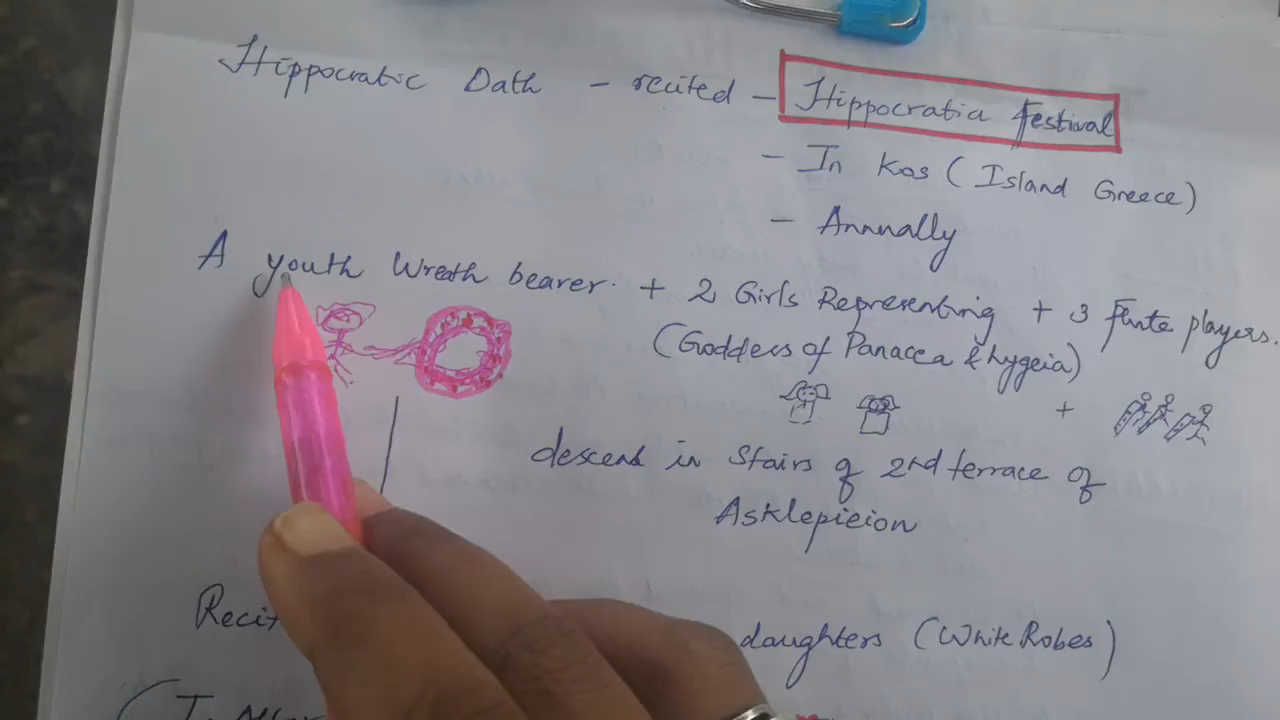 Hippocratic Oath - recited - Hippocratia festival
- In Kos (Island Greece)
- Annually
A youth Wreath bearer. + 2 Girls Representing + 3 flute players.
(Goddess of Panacea & hygeia)
+
descend in stairs of 2nd terrace of
Asklepieion
daughters (White Robes)